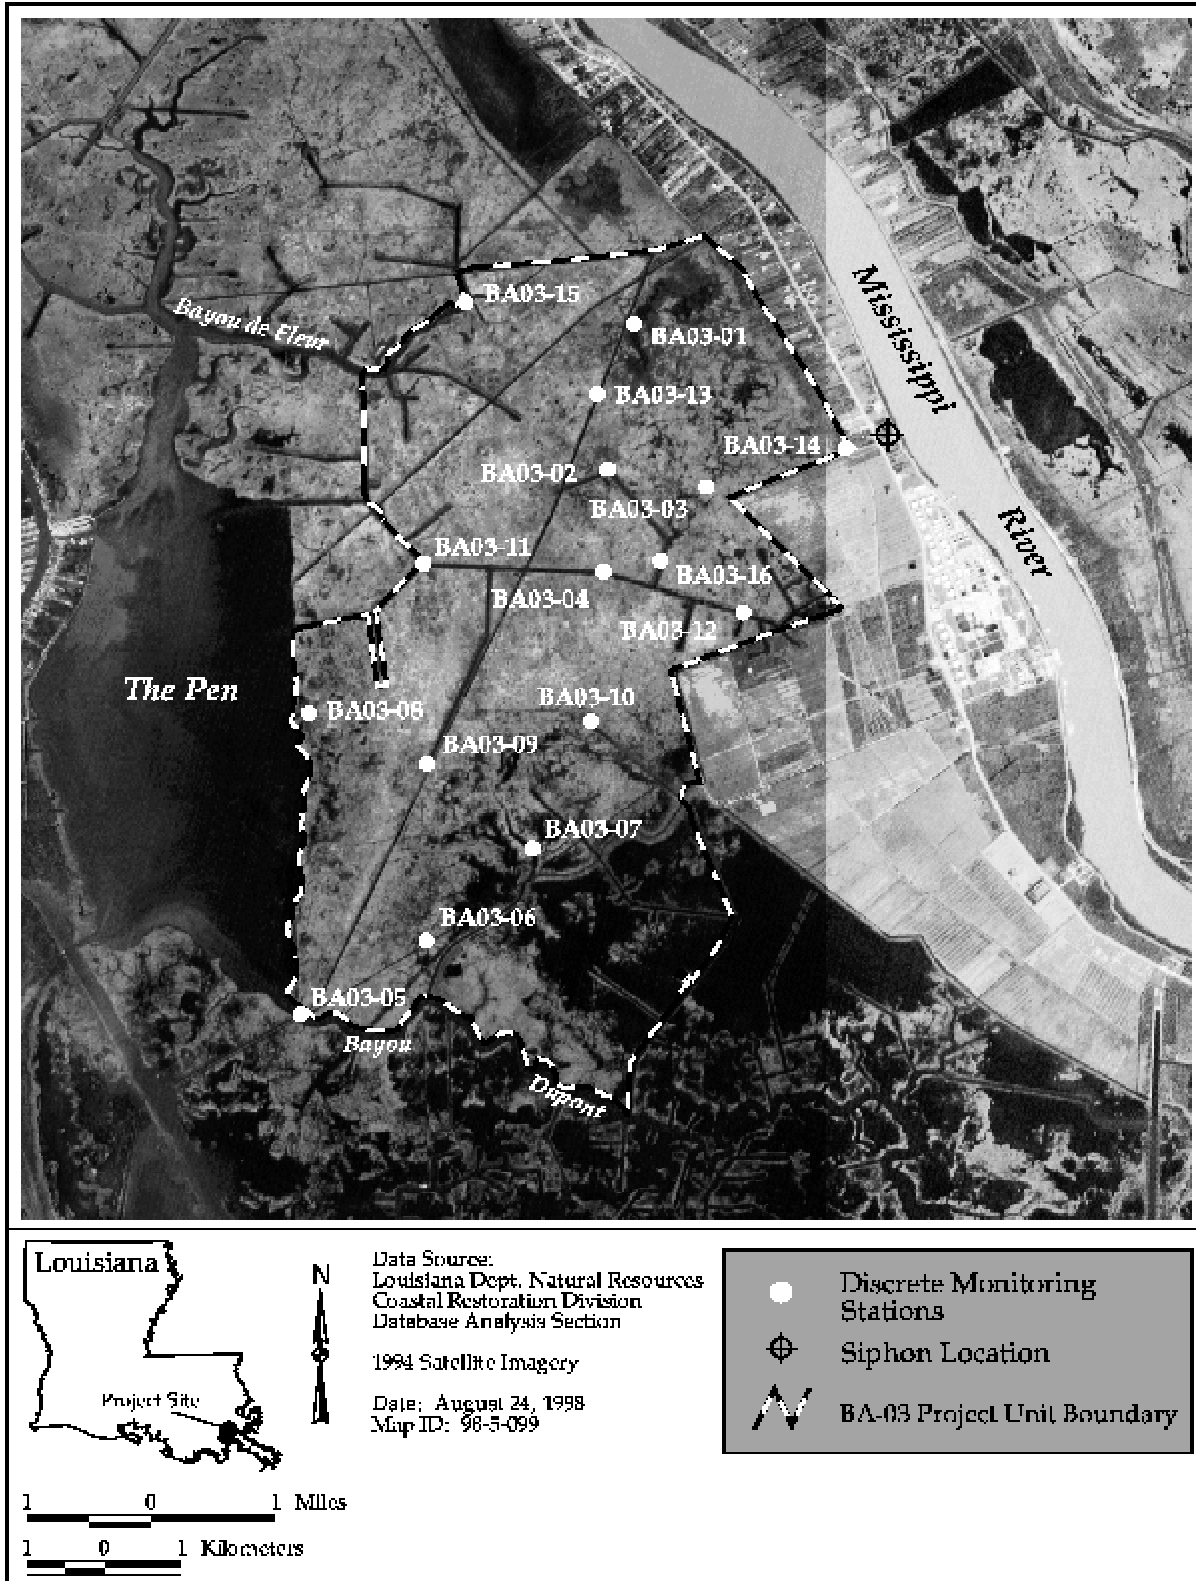 Mississippi
River
Bayou de Fleur
BA03-15
BA03-01
BA03-13
BA03-14
BA03-02
BA03-03
BA03-11
BA03-16
BA03-04
BA03-12
The Pen
BA03-10
BA03-08
BA03-09
BA03-07
BA03-06
BA03-05
Bayou
Dupont
Louisiana
Project Site
N
Data Source:
Louisiana Dept. Natural Resources
Coastal Restoration Division
Database Analysis Section
1994 Satellite Imagery
Date: August 24, 1998
Map ID: 98-5-099
Discrete Monitoring
Stations
Siphon Location
BA-03 Project Unit Boundary
1 0 1 Miles
1 0 1 Kilometers